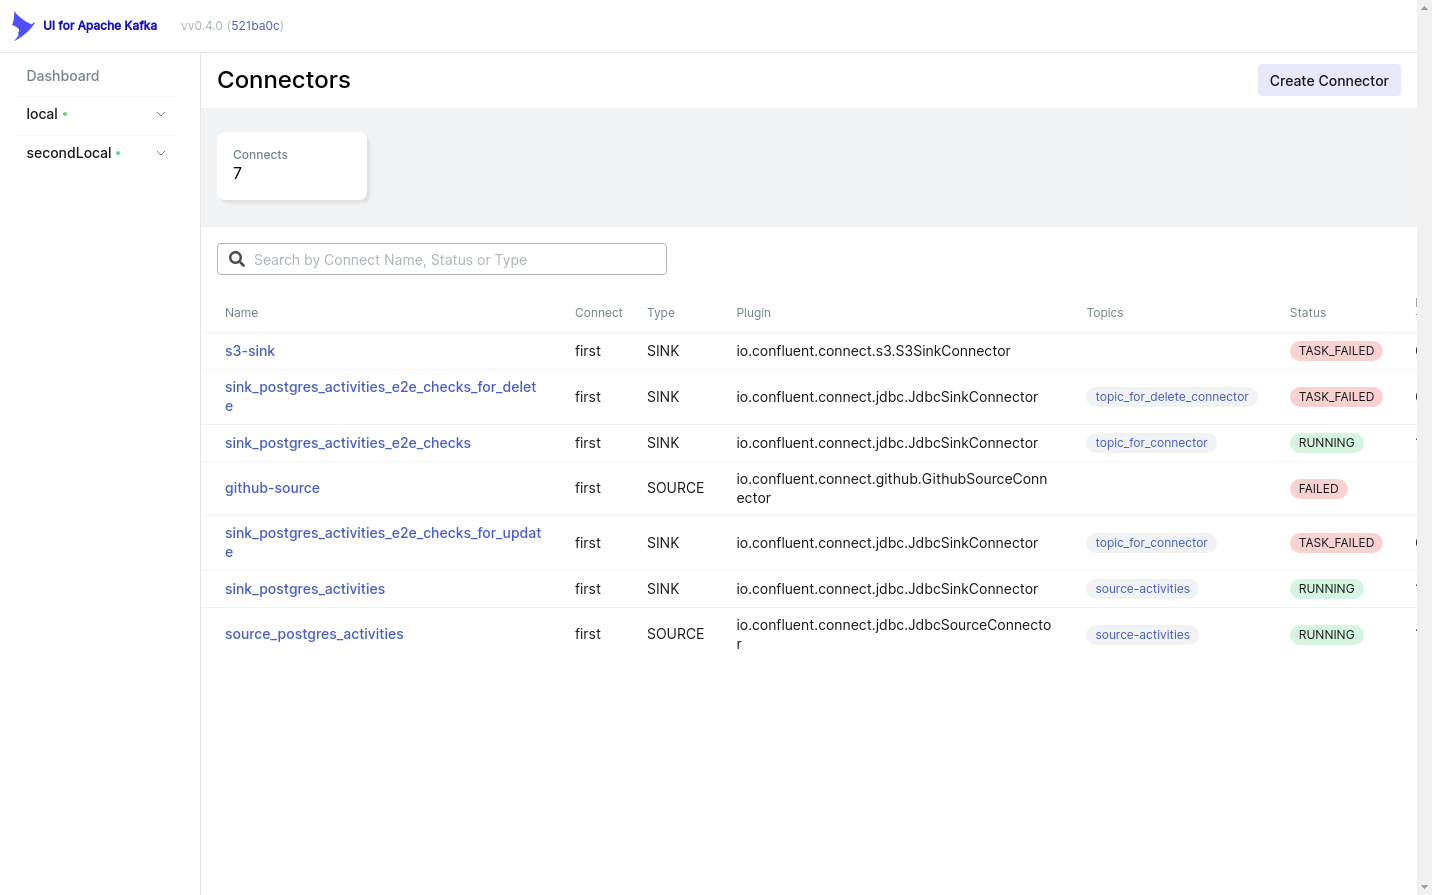 UI for Apache Kafka
vv0.4.0 (521ba0c)
Dashboard
local
secondLocal
Connectors
Create Connector
Connects
7
Search by Connect Name, Status or Type
Name Connect Type Plugin Topics Status
s3-sink first SINK io.confluent.connect.s3.S3SinkConnector TASK_FAILED
sink_postgres_activities_e2e_checks_for_delet
e
first SINK io.confluent.connect.jdbc.JdbcSinkConnector topic_for_delete_connector TASK_FAILED
sink_postgres_activities_e2e_checks first SINK io.confluent.connect.jdbc.JdbcSinkConnector topic_for_connector RUNNING
github-source first SOURCE
io.confluent.connect.github.GithubSourceConn
ector
FAILED
sink_postgres_activities_e2e_checks_for_updat
e
first SINK io.confluent.connect.jdbc.JdbcSinkConnector topic_for_connector TASK_FAILED
sink_postgres_activities first SINK io.confluent.connect.jdbc.JdbcSinkConnector source-activities RUNNING
source_postgres_activities first SOURCE
io.confluent.connect.jdbc.JdbcSourceConnecto
r
source-activities RUNNING